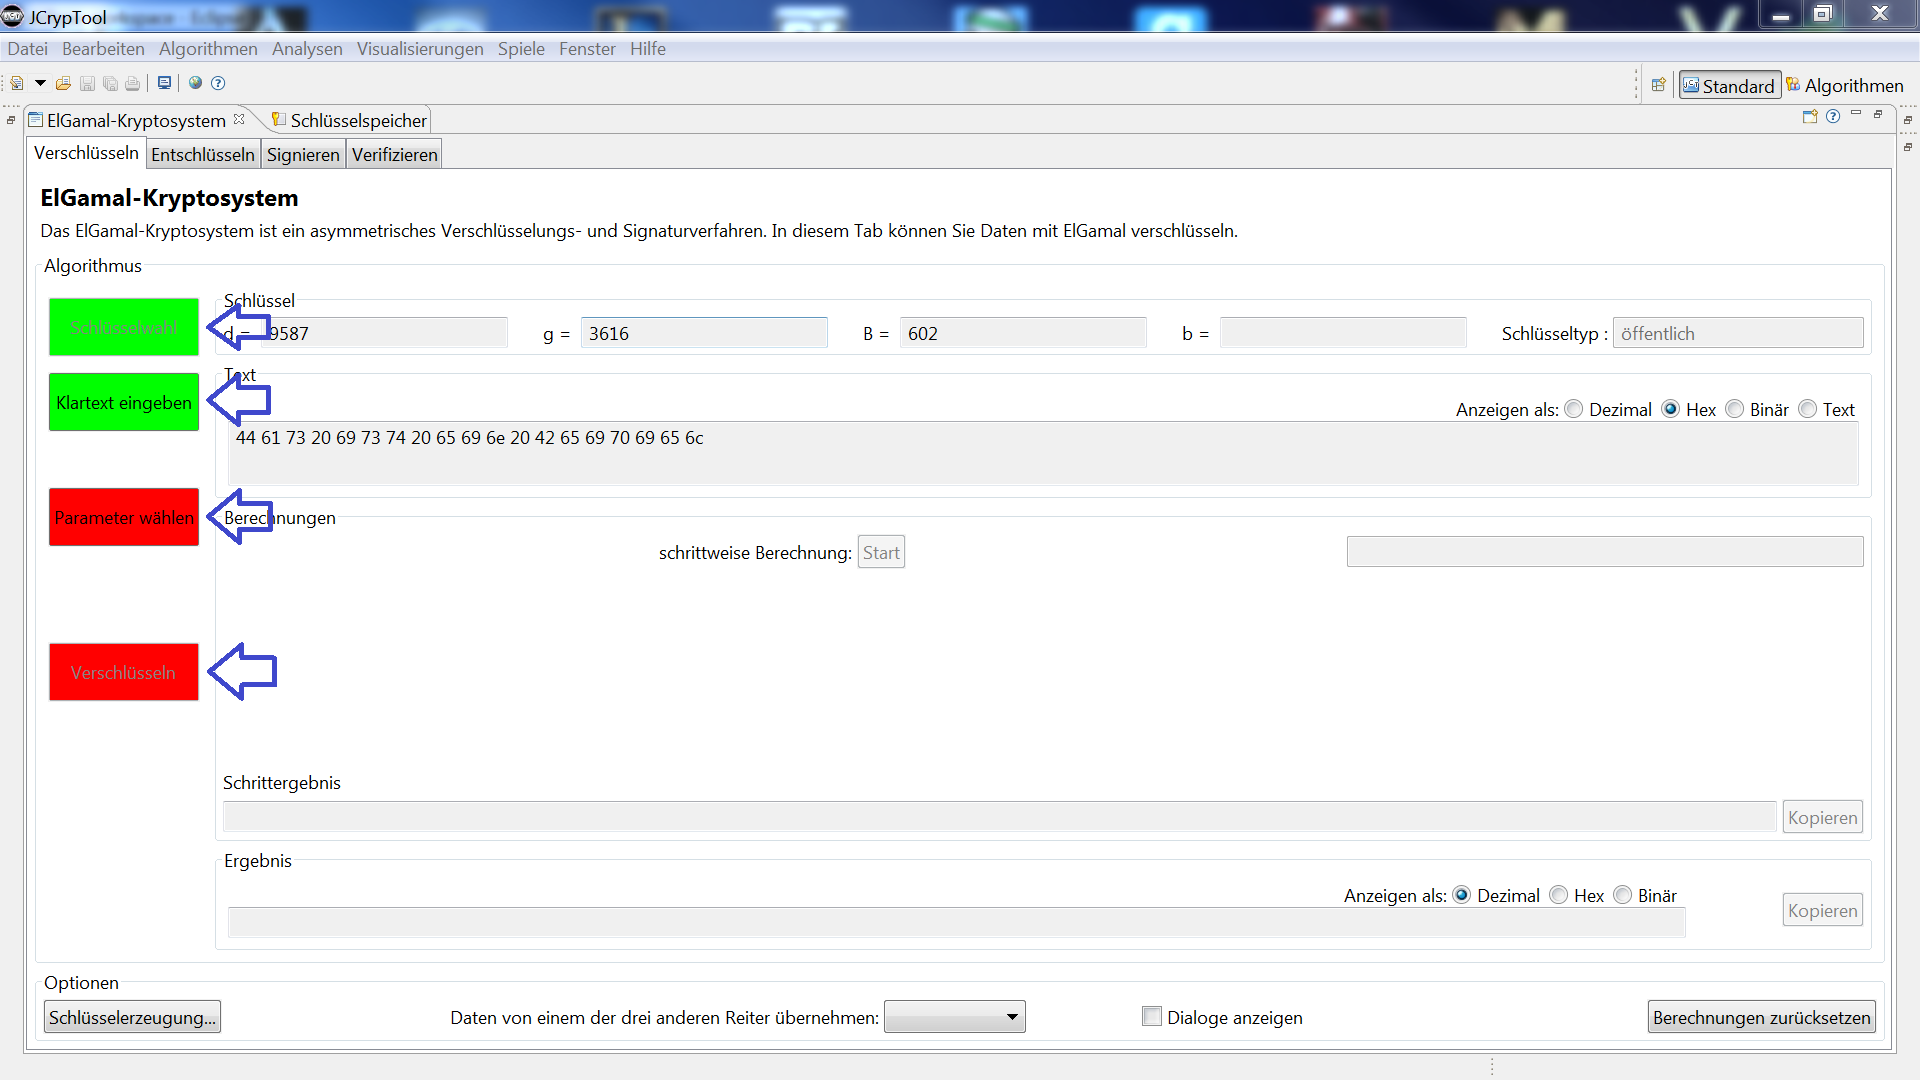 JCrypTool
Datei Bearbeiten Algorithmen Analysen Visualisierungen Spiele Fenster Hilfe
Standard Algorithmen
ElGamal-Kryptosystem Schlüsselspeicher
Verschlüsseln Entschlüsseln Signieren Verifizieren
ElGamal-Kryptosystem
Das ElGamal-Kryptosystem ist ein asymmetrisches Verschlüsselungs- und Signaturverfahren. In diesem Tab können Sie Daten mit ElGamal verschlüsseln.
Algorithmus
Schlüsselwahl
Schlüssel
d = 9587 g = 3616 B = 602 b = Schlüsseltyp : öffentlich
Text
Klartext eingeben
Anzeigen als: Dezimal Hex Binär Text
44 61 73 20 69 73 74 20 65 69 6e 20 42 65 69 70 69 65 6c
Parameter wählen
Berechnungen
schrittweise Berechnung: Start
Verschlüsseln
Schrittergebnis
Kopieren
Ergebnis
Anzeigen als: Dezimal Hex Binär
Kopieren
Optionen
Schlüsselerzeugung... Daten von einem der drei anderen Reiter übernehmen: Dialoge anzeigen Berechnungen zurücksetzen